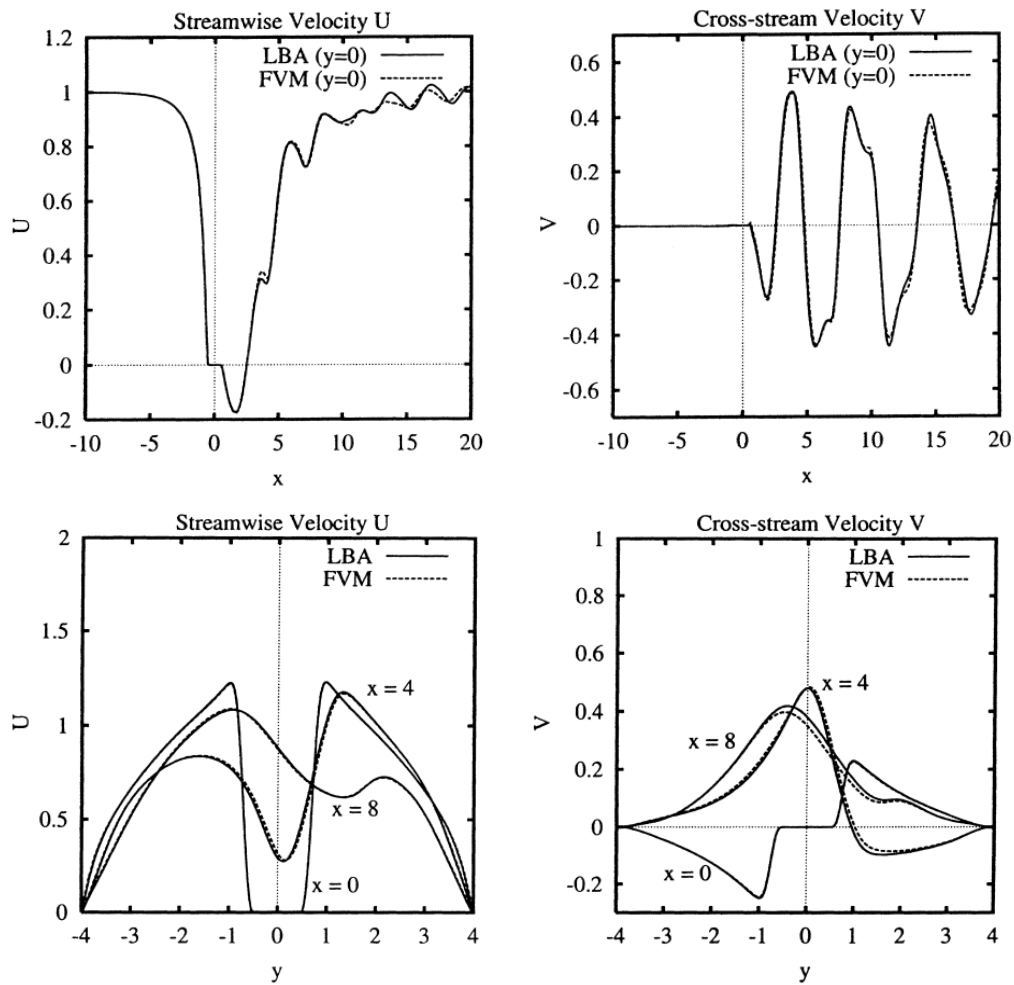 Streamwise Velocity U
1.2
1
0.8
0.6
0.4
0.2
0
-0.2
U
LBA (y=0)
FVM (y=0)
-10 -5 0 5 10 15 20
x
Cross-stream Velocity V
0.6
0.4
0.2
0
-0.2
-0.4
-0.6
V
LBA (y=0)
FVM (y=0)
-10 -5 0 5 10 15 20
x
Streamwise Velocity U
2
1.5
1
0.5
0
U
LBA
FVM
x = 4
x = 8
x = 0
-4 -3 -2 -1 0 1 2 3 4
y
Cross-stream Velocity V
1
0.8
0.6
0.4
0.2
0
-0.2
V
LBA
FVM
x = 4
x = 8
x = 0
-4 -3 -2 -1 0 1 2 3 4
y